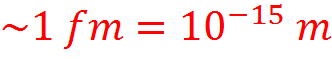 ~1 fm = 10⁻¹⁵ m